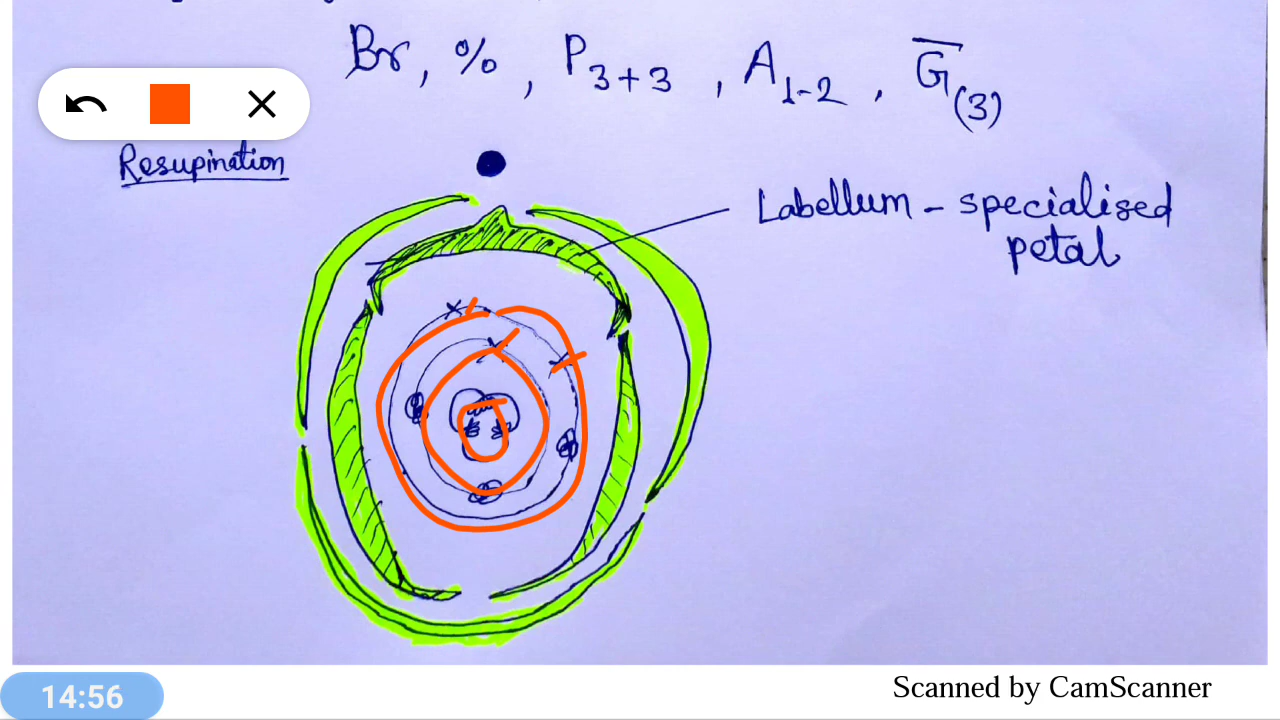 Br, %, P3+3, A1-2, G̅(3)
Resupination
Labellum - specialised
petal
14:56
Scanned by CamScanner